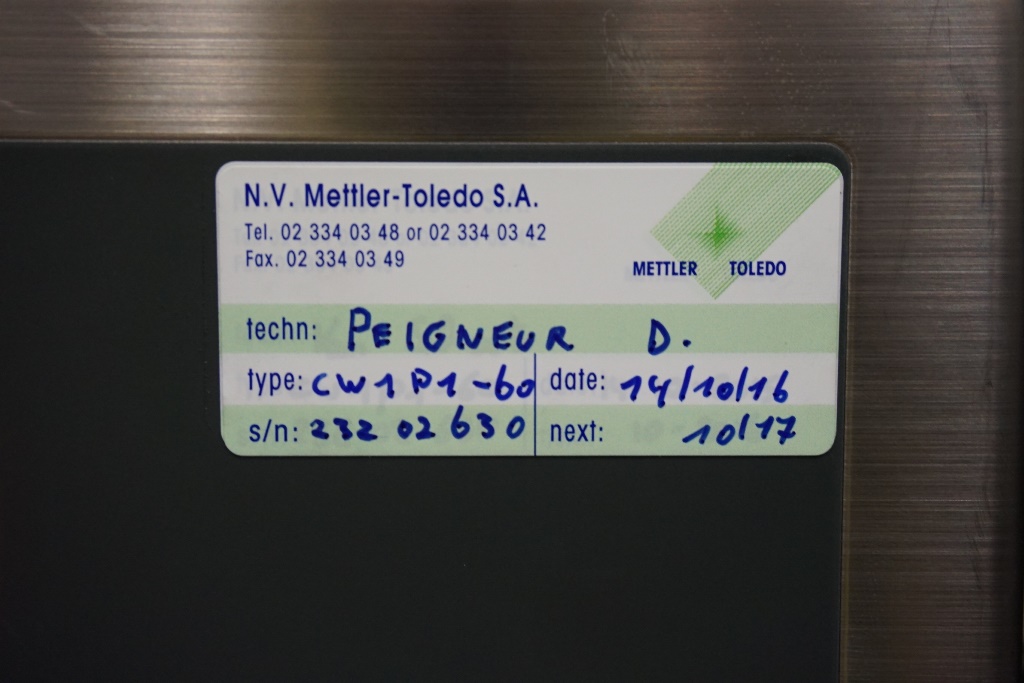 N.V. Mettler-Toledo S.A.
Tel. 02 334 03 48 or 02 334 03 42
Fax. 02 334 03 49
METTLER TOLEDO
techn: PEIGNEUR D.
type: CW1P1-60 date: 14/10/16
s/n: 232 02 630 next: 10/17